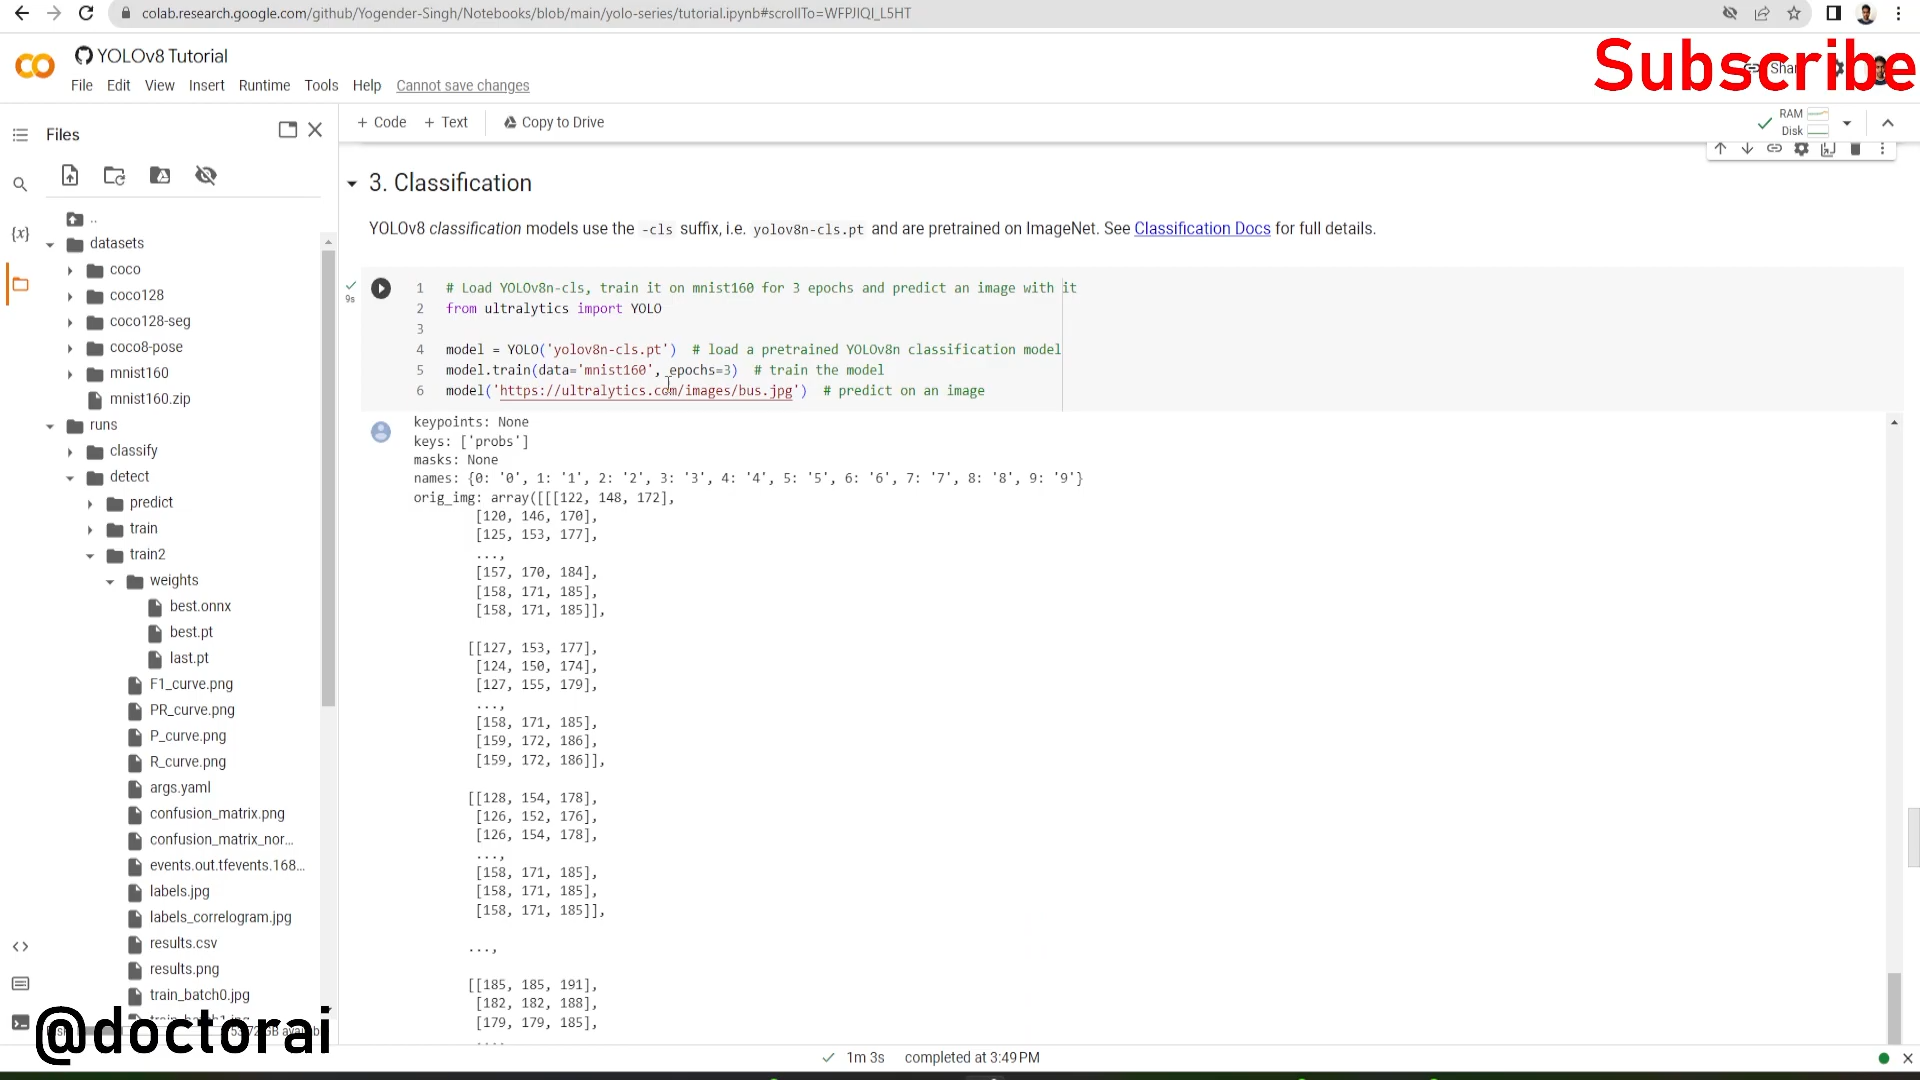 colab.research.google.com/github/Yogender-Singh/Notebooks/blob/main/yolo-series/tutorial.ipynb#scrollTo=WFPJIQl_L5HT
YOLOv8 Tutorial
Subscribe
Shar
File Edit View Insert Runtime Tools Help Cannot save changes
Files
+ Code + Text Copy to Drive
RAM
Disk
..
datasets
coco
coco128
coco128-seg
coco8-pose
mnist160
mnist160.zip
runs
classify
detect
predict
train
train2
weights
best.onnx
best.pt
last.pt
F1_curve.png
PR_curve.png
P_curve.png
R_curve.png
args.yaml
confusion_matrix.png
confusion_matrix_nor...
events.out.tfevents.168...
labels.jpg
labels_correlogram.jpg
results.csv
results.png
train_batch0.jpg
@doctorai
3. Classification
YOLOv8 classification models use the -cls suffix, i.e. yolov8n-cls.pt and are pretrained on ImageNet. See Classification Docs for full details.
9s
1 # Load YOLOv8n-cls, train it on mnist160 for 3 epochs and predict an image with it
2 from ultralytics import YOLO
3
4 model = YOLO('yolov8n-cls.pt')  # load a pretrained YOLOv8n classification model
5 model.train(data='mnist160', epochs=3)  # train the model
6 model('https://ultralytics.com/images/bus.jpg')  # predict on an image
keypoints: None
keys: ['probs']
masks: None
names: {0: '0', 1: '1', 2: '2', 3: '3', 4: '4', 5: '5', 6: '6', 7: '7', 8: '8', 9: '9'}
orig_img: array([[[122, 148, 172],
[120, 146, 170],
[125, 153, 177],
...,
[157, 170, 184],
[158, 171, 185],
[158, 171, 185]],
[[127, 153, 177],
[124, 150, 174],
[127, 155, 179],
...,
[158, 171, 185],
[159, 172, 186],
[159, 172, 186]],
[[128, 154, 178],
[126, 152, 176],
[126, 154, 178],
...,
[158, 171, 185],
[158, 171, 185],
[158, 171, 185]],
...,
[[185, 185, 191],
[182, 182, 188],
[179, 179, 185],
1m 3s completed at 3:49 PM